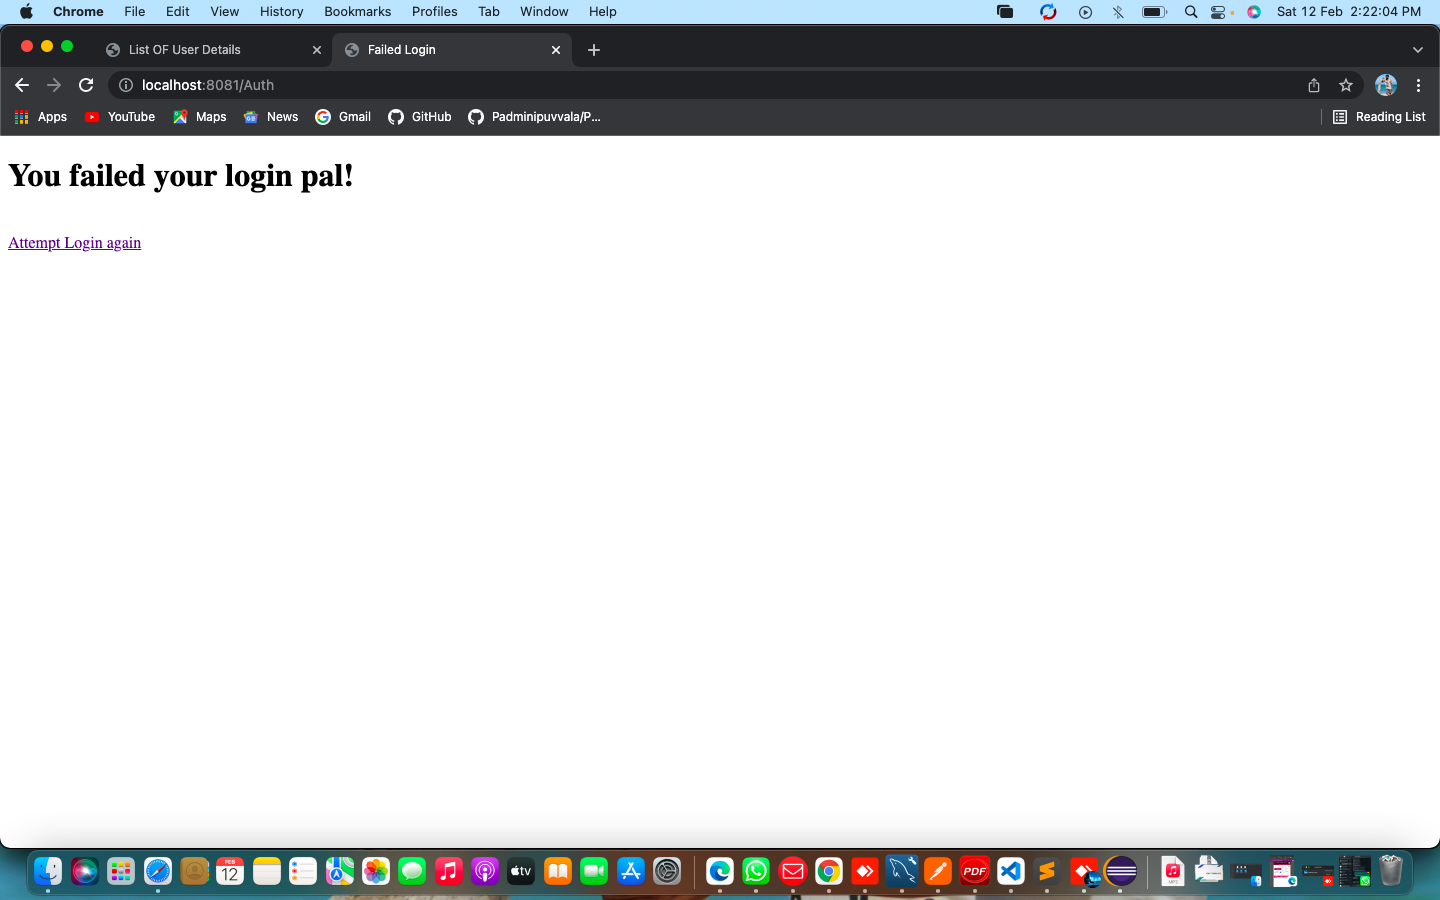 Chrome File Edit View History Bookmarks Profiles Tab Window Help Sat 12 Feb 2:22:04 PM
List OF User Details Failed Login
localhost:8081/Auth
Apps YouTube Maps News Gmail GitHub Padminipuvvala/P... Reading List
You failed your login pal!
Attempt Login again
FEB
12
tv
PDF